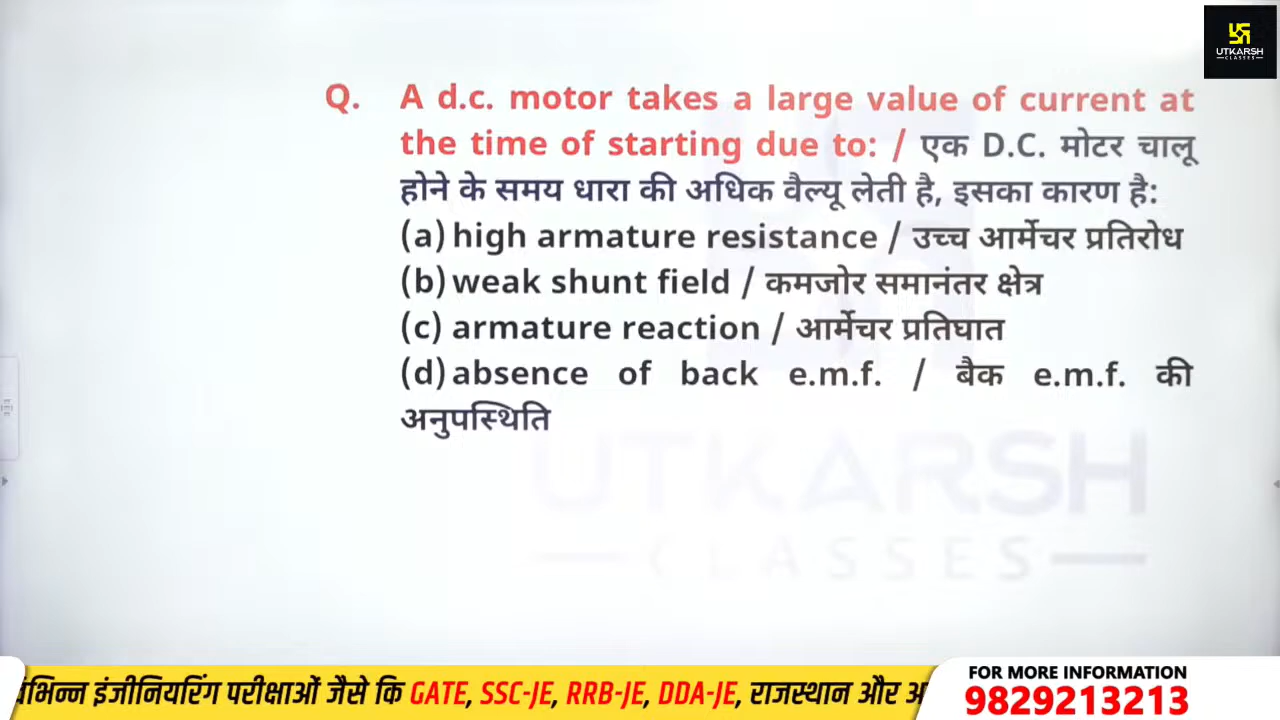 UTKARSH
CLASSES
Q. A d.c. motor takes a large value of current at
the time of starting due to: / एक D.C. मोटर चालू
होने के समय धारा की अधिक वैल्यू लेती है, इसका कारण है:
(a) high armature resistance / उच्च आर्मेचर प्रतिरोध
(b) weak shunt field / कमजोर समानंतर क्षेत्र
(c) armature reaction / आर्मेचर प्रतिघात
(d) absence of back e.m.f. / बैक e.m.f. की
अनुपस्थिति
UTKARSH
CLASSES
इंजीनियरिंग परीक्षाओं जैसे कि GATE, SSC-JE, RRB-JE, DDA-JE, राजस्थान और
FOR MORE INFORMATION
9829213213